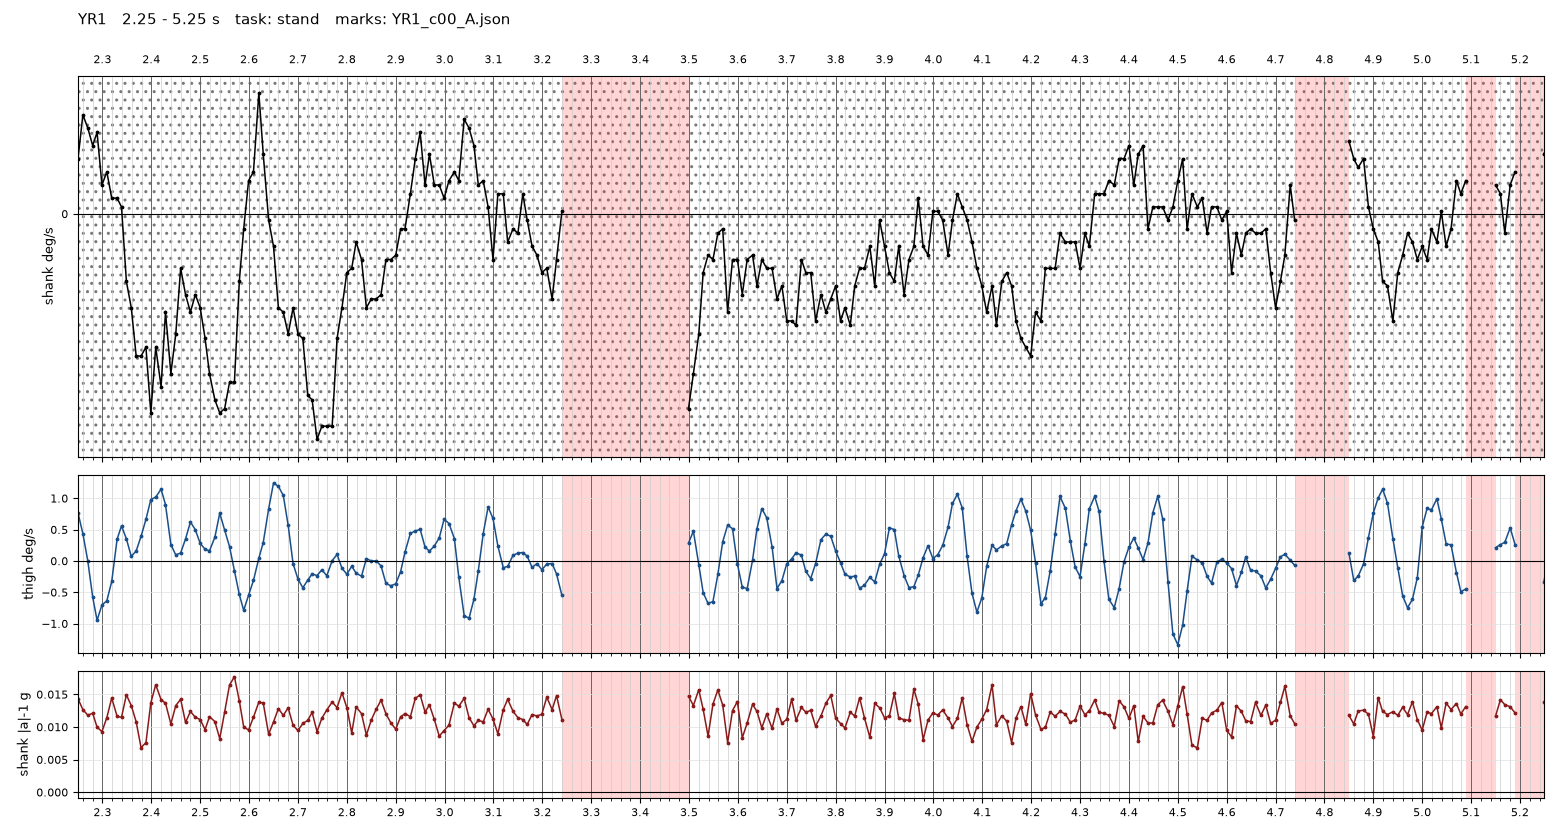 YR1   2.25 - 5.25 s   task: stand   marks: YR1_c00_A.json
2.3 2.4 2.5 2.6 2.7 2.8 2.9 3.0 3.1 3.2 3.3 3.4 3.5 3.6 3.7 3.8 3.9 4.0 4.1 4.2 4.3 4.4 4.5 4.6 4.7 4.8 4.9 5.0 5.1 5.2
shank deg/s
0
thigh deg/s
1.0
0.5
0.0
−0.5
−1.0
shank |a|-1 g
0.015
0.010
0.005
0.000
2.3 2.4 2.5 2.6 2.7 2.8 2.9 3.0 3.1 3.2 3.3 3.4 3.5 3.6 3.7 3.8 3.9 4.0 4.1 4.2 4.3 4.4 4.5 4.6 4.7 4.8 4.9 5.0 5.1 5.2